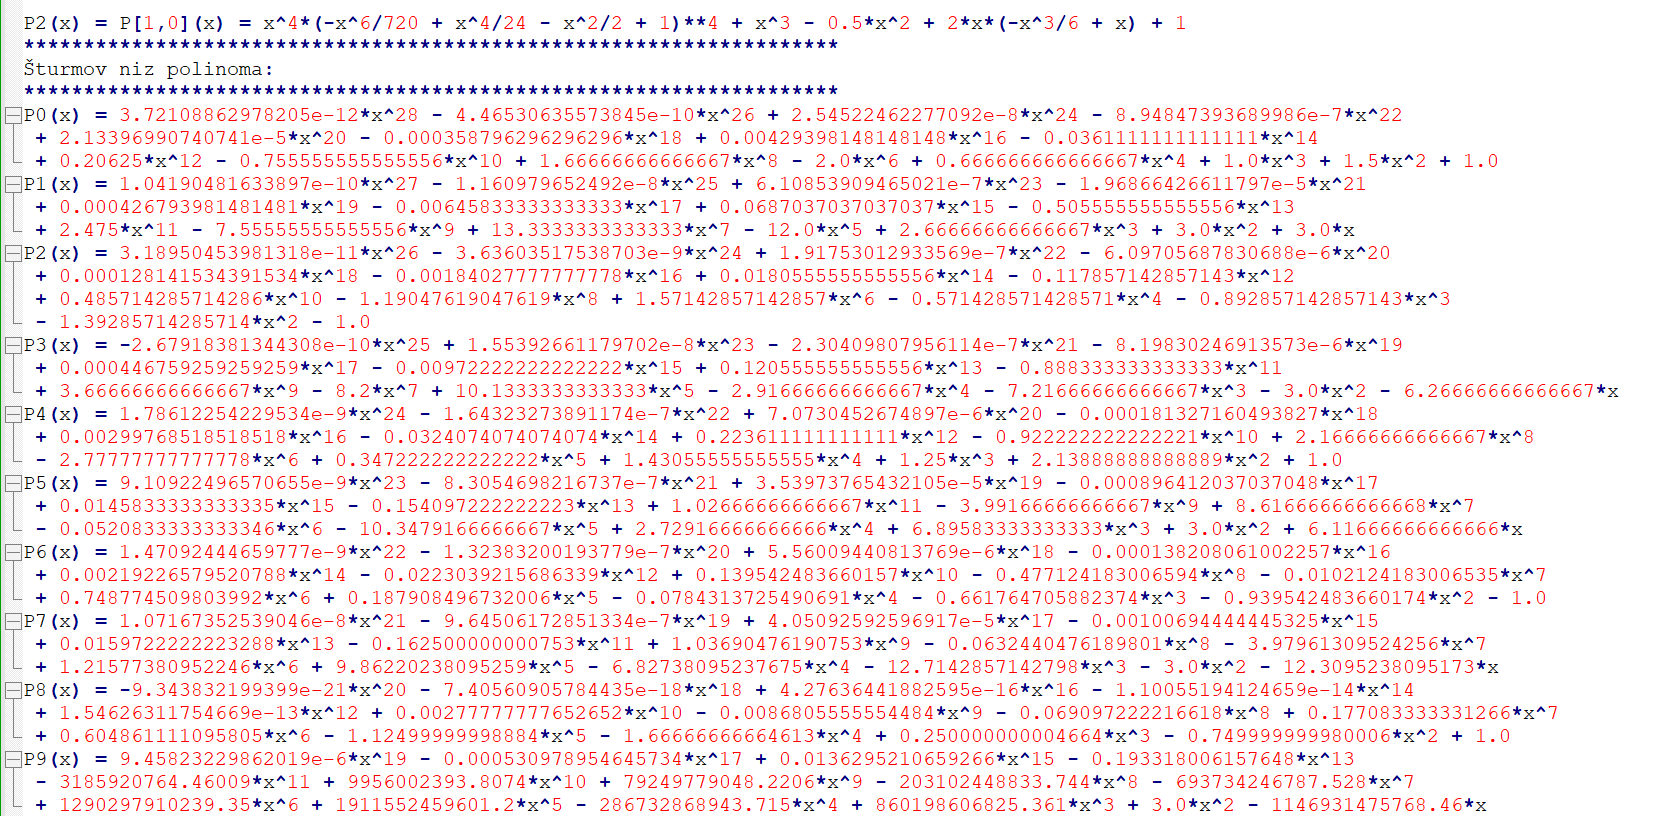 P2(x) = P[1,0](x) = x^4*(-x^6/720 + x^4/24 - x^2/2 + 1)**4 + x^3 - 0.5*x^2 + 2*x*(-x^3/6 + x) + 1
********************************************************************
Šturmov niz polinoma:
********************************************************************
P0(x) = 3.72108862978205e-12*x^28 - 4.46530635573845e-10*x^26 + 2.54522462277092e-8*x^24 - 8.94847393689986e-7*x^22
+ 2.13396990740741e-5*x^20 - 0.000358796296296296*x^18 + 0.00429398148148148*x^16 - 0.0361111111111111*x^14
+ 0.20625*x^12 - 0.755555555555556*x^10 + 1.66666666666667*x^8 - 2.0*x^6 + 0.666666666666667*x^4 + 1.0*x^3 + 1.5*x^2 + 1.0
P1(x) = 1.04190481633897e-10*x^27 - 1.160979652492e-8*x^25 + 6.10853909465021e-7*x^23 - 1.96866426611797e-5*x^21
+ 0.000426793981481481*x^19 - 0.00645833333333333*x^17 + 0.0687037037037037*x^15 - 0.505555555555556*x^13
+ 2.475*x^11 - 7.55555555555556*x^9 + 13.3333333333333*x^7 - 12.0*x^5 + 2.66666666666667*x^3 + 3.0*x^2 + 3.0*x
P2(x) = 3.18950453981318e-11*x^26 - 3.63603517538703e-9*x^24 + 1.91753012933569e-7*x^22 - 6.09705687830688e-6*x^20
+ 0.000128141534391534*x^18 - 0.00184027777777778*x^16 + 0.0180555555555556*x^14 - 0.117857142857143*x^12
+ 0.485714285714286*x^10 - 1.19047619047619*x^8 + 1.57142857142857*x^6 - 0.571428571428571*x^4 - 0.892857142857143*x^3
- 1.39285714285714*x^2 - 1.0
P3(x) = -2.67918381344308e-10*x^25 + 1.55392661179702e-8*x^23 - 2.30409807956114e-7*x^21 - 8.19830246913573e-6*x^19
+ 0.000446759259259259*x^17 - 0.00972222222222222*x^15 + 0.120555555555556*x^13 - 0.888333333333333*x^11
+ 3.66666666666667*x^9 - 8.2*x^7 + 10.1333333333333*x^5 - 2.91666666666667*x^4 - 7.21666666666667*x^3 - 3.0*x^2 - 6.26666666666667*x
P4(x) = 1.78612254229534e-9*x^24 - 1.64323273891174e-7*x^22 + 7.0730452674897e-6*x^20 - 0.000181327160493827*x^18
+ 0.00299768518518518*x^16 - 0.0324074074074074*x^14 + 0.223611111111111*x^12 - 0.922222222222221*x^10 + 2.16666666666667*x^8
- 2.77777777777778*x^6 + 0.347222222222222*x^5 + 1.43055555555555*x^4 + 1.25*x^3 + 2.13888888888889*x^2 + 1.0
P5(x) = 9.10922496570655e-9*x^23 - 8.3054698216737e-7*x^21 + 3.53973765432105e-5*x^19 - 0.000896412037037048*x^17
+ 0.0145833333333335*x^15 - 0.154097222222223*x^13 + 1.02666666666667*x^11 - 3.99166666666667*x^9 + 8.61666666666668*x^7
- 0.0520833333333346*x^6 - 10.3479166666667*x^5 + 2.72916666666666*x^4 + 6.89583333333333*x^3 + 3.0*x^2 + 6.11666666666666*x
P6(x) = 1.47092444659777e-9*x^22 - 1.32383200193779e-7*x^20 + 5.56009440813769e-6*x^18 - 0.000138208061002257*x^16
+ 0.00219226579520788*x^14 - 0.0223039215686339*x^12 + 0.139542483660157*x^10 - 0.477124183006594*x^8 - 0.0102124183006535*x^7
+ 0.748774509803992*x^6 + 0.187908496732006*x^5 - 0.0784313725490691*x^4 - 0.661764705882374*x^3 - 0.939542483660174*x^2 - 1.0
P7(x) = 1.07167352539046e-8*x^21 - 9.64506172851334e-7*x^19 + 4.05092592596917e-5*x^17 - 0.00100694444445325*x^15
+ 0.0159722222223288*x^13 - 0.162500000000753*x^11 + 1.03690476190753*x^9 - 0.0632440476189801*x^8 - 3.97961309524256*x^7
+ 1.21577380952246*x^6 + 9.86220238095259*x^5 - 6.82738095237675*x^4 - 12.7142857142798*x^3 - 3.0*x^2 - 12.3095238095173*x
P8(x) = -9.343832199399e-21*x^20 - 7.40560905784435e-18*x^18 + 4.27636441882595e-16*x^16 - 1.10055194124659e-14*x^14
+ 1.54626311754669e-13*x^12 + 0.00277777777652652*x^10 - 0.0086805555554484*x^9 - 0.069097222216618*x^8 + 0.177083333331266*x^7
+ 0.604861111095805*x^6 - 1.12499999998884*x^5 - 1.66666666664613*x^4 + 0.250000000004664*x^3 - 0.749999999980006*x^2 + 1.0
P9(x) = 9.45823229862019e-6*x^19 - 0.000530978954645734*x^17 + 0.0136295210659266*x^15 - 0.193318006157648*x^13
- 3185920764.46009*x^11 + 9956002393.8074*x^10 + 79249779048.2206*x^9 - 203102448833.744*x^8 - 693734246787.528*x^7
+ 1290297910239.35*x^6 + 1911552459601.2*x^5 - 286732868943.715*x^4 + 860198606825.361*x^3 + 3.0*x^2 - 1146931475768.46*x